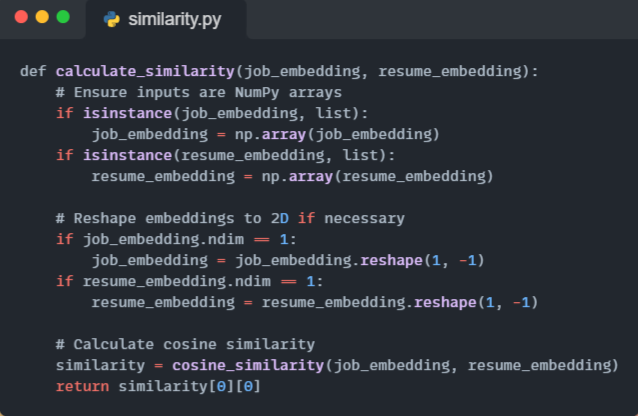 similarity.py
def calculate_similarity(job_embedding, resume_embedding):
    # Ensure inputs are NumPy arrays
    if isinstance(job_embedding, list):
        job_embedding = np.array(job_embedding)
    if isinstance(resume_embedding, list):
        resume_embedding = np.array(resume_embedding)

    # Reshape embeddings to 2D if necessary
    if job_embedding.ndim == 1:
        job_embedding = job_embedding.reshape(1, -1)
    if resume_embedding.ndim == 1:
        resume_embedding = resume_embedding.reshape(1, -1)

    # Calculate cosine similarity
    similarity = cosine_similarity(job_embedding, resume_embedding)
    return similarity[0][0]